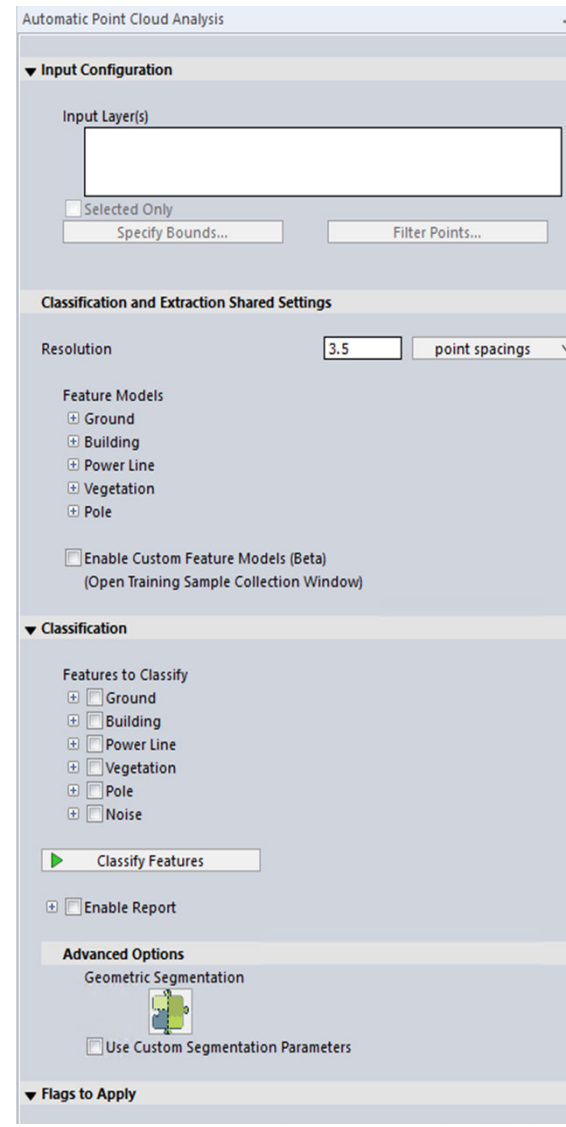 Automatic Point Cloud Analysis
Input Configuration
Input Layer(s)
Selected Only
Specify Bounds... Filter Points...
Classification and Extraction Shared Settings
Resolution 3.5 point spacings
Feature Models
Ground
Building
Power Line
Vegetation
Pole
Enable Custom Feature Models (Beta)
(Open Training Sample Collection Window)
Classification
Features to Classify
Ground
Building
Power Line
Vegetation
Pole
Noise
Classify Features
Enable Report
Advanced Options
Geometric Segmentation
Use Custom Segmentation Parameters
Flags to Apply